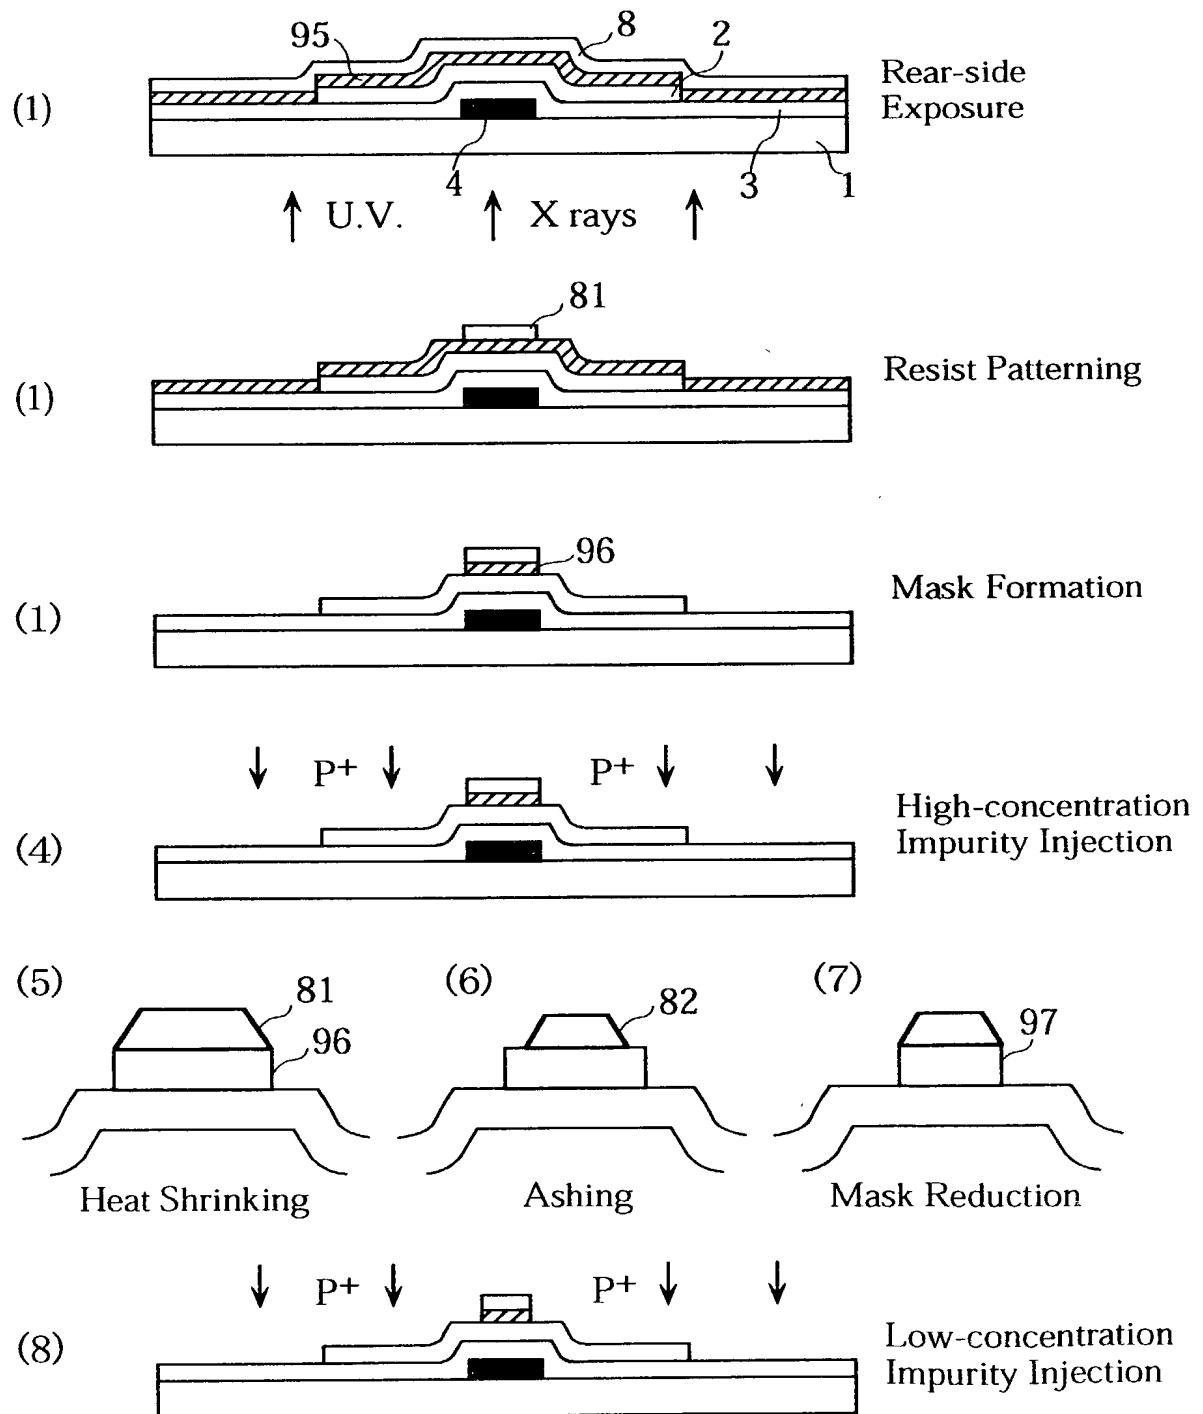 95
8
2
(1)
Rear-side
Exposure
4
3
1
U.V.
X rays
81
(1)
Resist Patterning
96
(1)
Mask Formation
P+
P+
(4)
High-concentration
Impurity Injection
(5)
81
96
(6)
82
(7)
97
Heat Shrinking
Ashing
Mask Reduction
P+
P+
(8)
Low-concentration
Impurity Injection